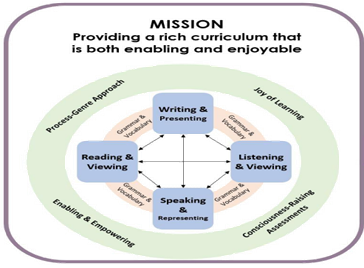 MISSION
Providing a rich curriculum that
is both enabling and enjoyable
Process-Genre Approach
Joy of Learning
Writing &
Presenting
Grammar &
Vocabulary
Grammar &
Vocabulary
Reading &
Viewing
Listening
& Viewing
Grammar &
Vocabulary
Grammar &
Vocabulary
Speaking
&
Representing
Enabling & Empowering
Consciousness-Raising
Assessments